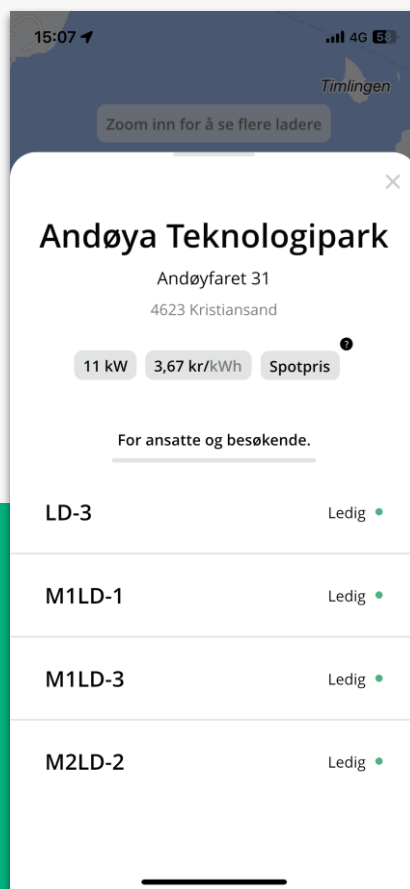 15:07 4G 58
Timlingen
Zoom inn for å se flere ladere
Andøya Teknologipark
Andøyfaret 31
4623 Kristiansand
11 kW 3,67 kr/kWh Spotpris ?
For ansatte og besøkende.
LD-3 Ledig
M1LD-1 Ledig
M1LD-3 Ledig
M2LD-2 Ledig